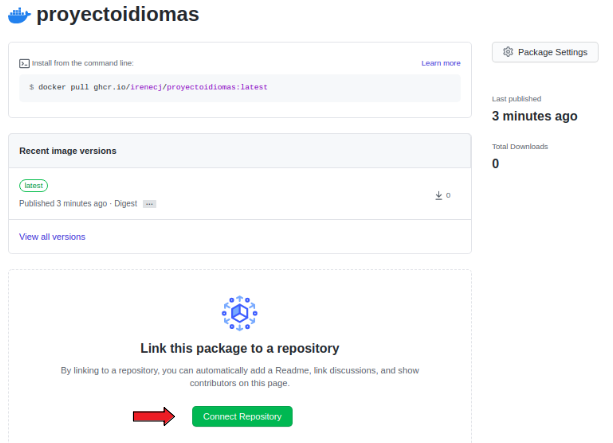 proyectoidiomas
Install from the command line:
Learn more
$ docker pull ghcr.io/irenecj/proyectoidiomas:latest
Package Settings
Last published
3 minutes ago
Total Downloads
0
Recent image versions
latest
Published 3 minutes ago · Digest ...
0
View all versions
Link this package to a repository
By linking to a repository, you can automatically add a Readme, link discussions, and show
contributors on this page.
Connect Repository